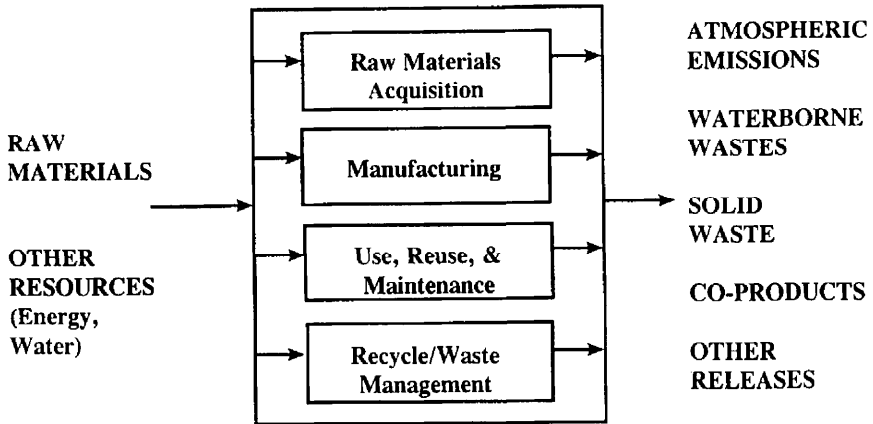 RAW
MATERIALS
OTHER
RESOURCES
(Energy,
Water)
Raw Materials
Acquisition
Manufacturing
Use, Reuse, &
Maintenance
Recycle/Waste
Management
ATMOSPHERIC
EMISSIONS
WATERBORNE
WASTES
SOLID
WASTE
CO-PRODUCTS
OTHER
RELEASES